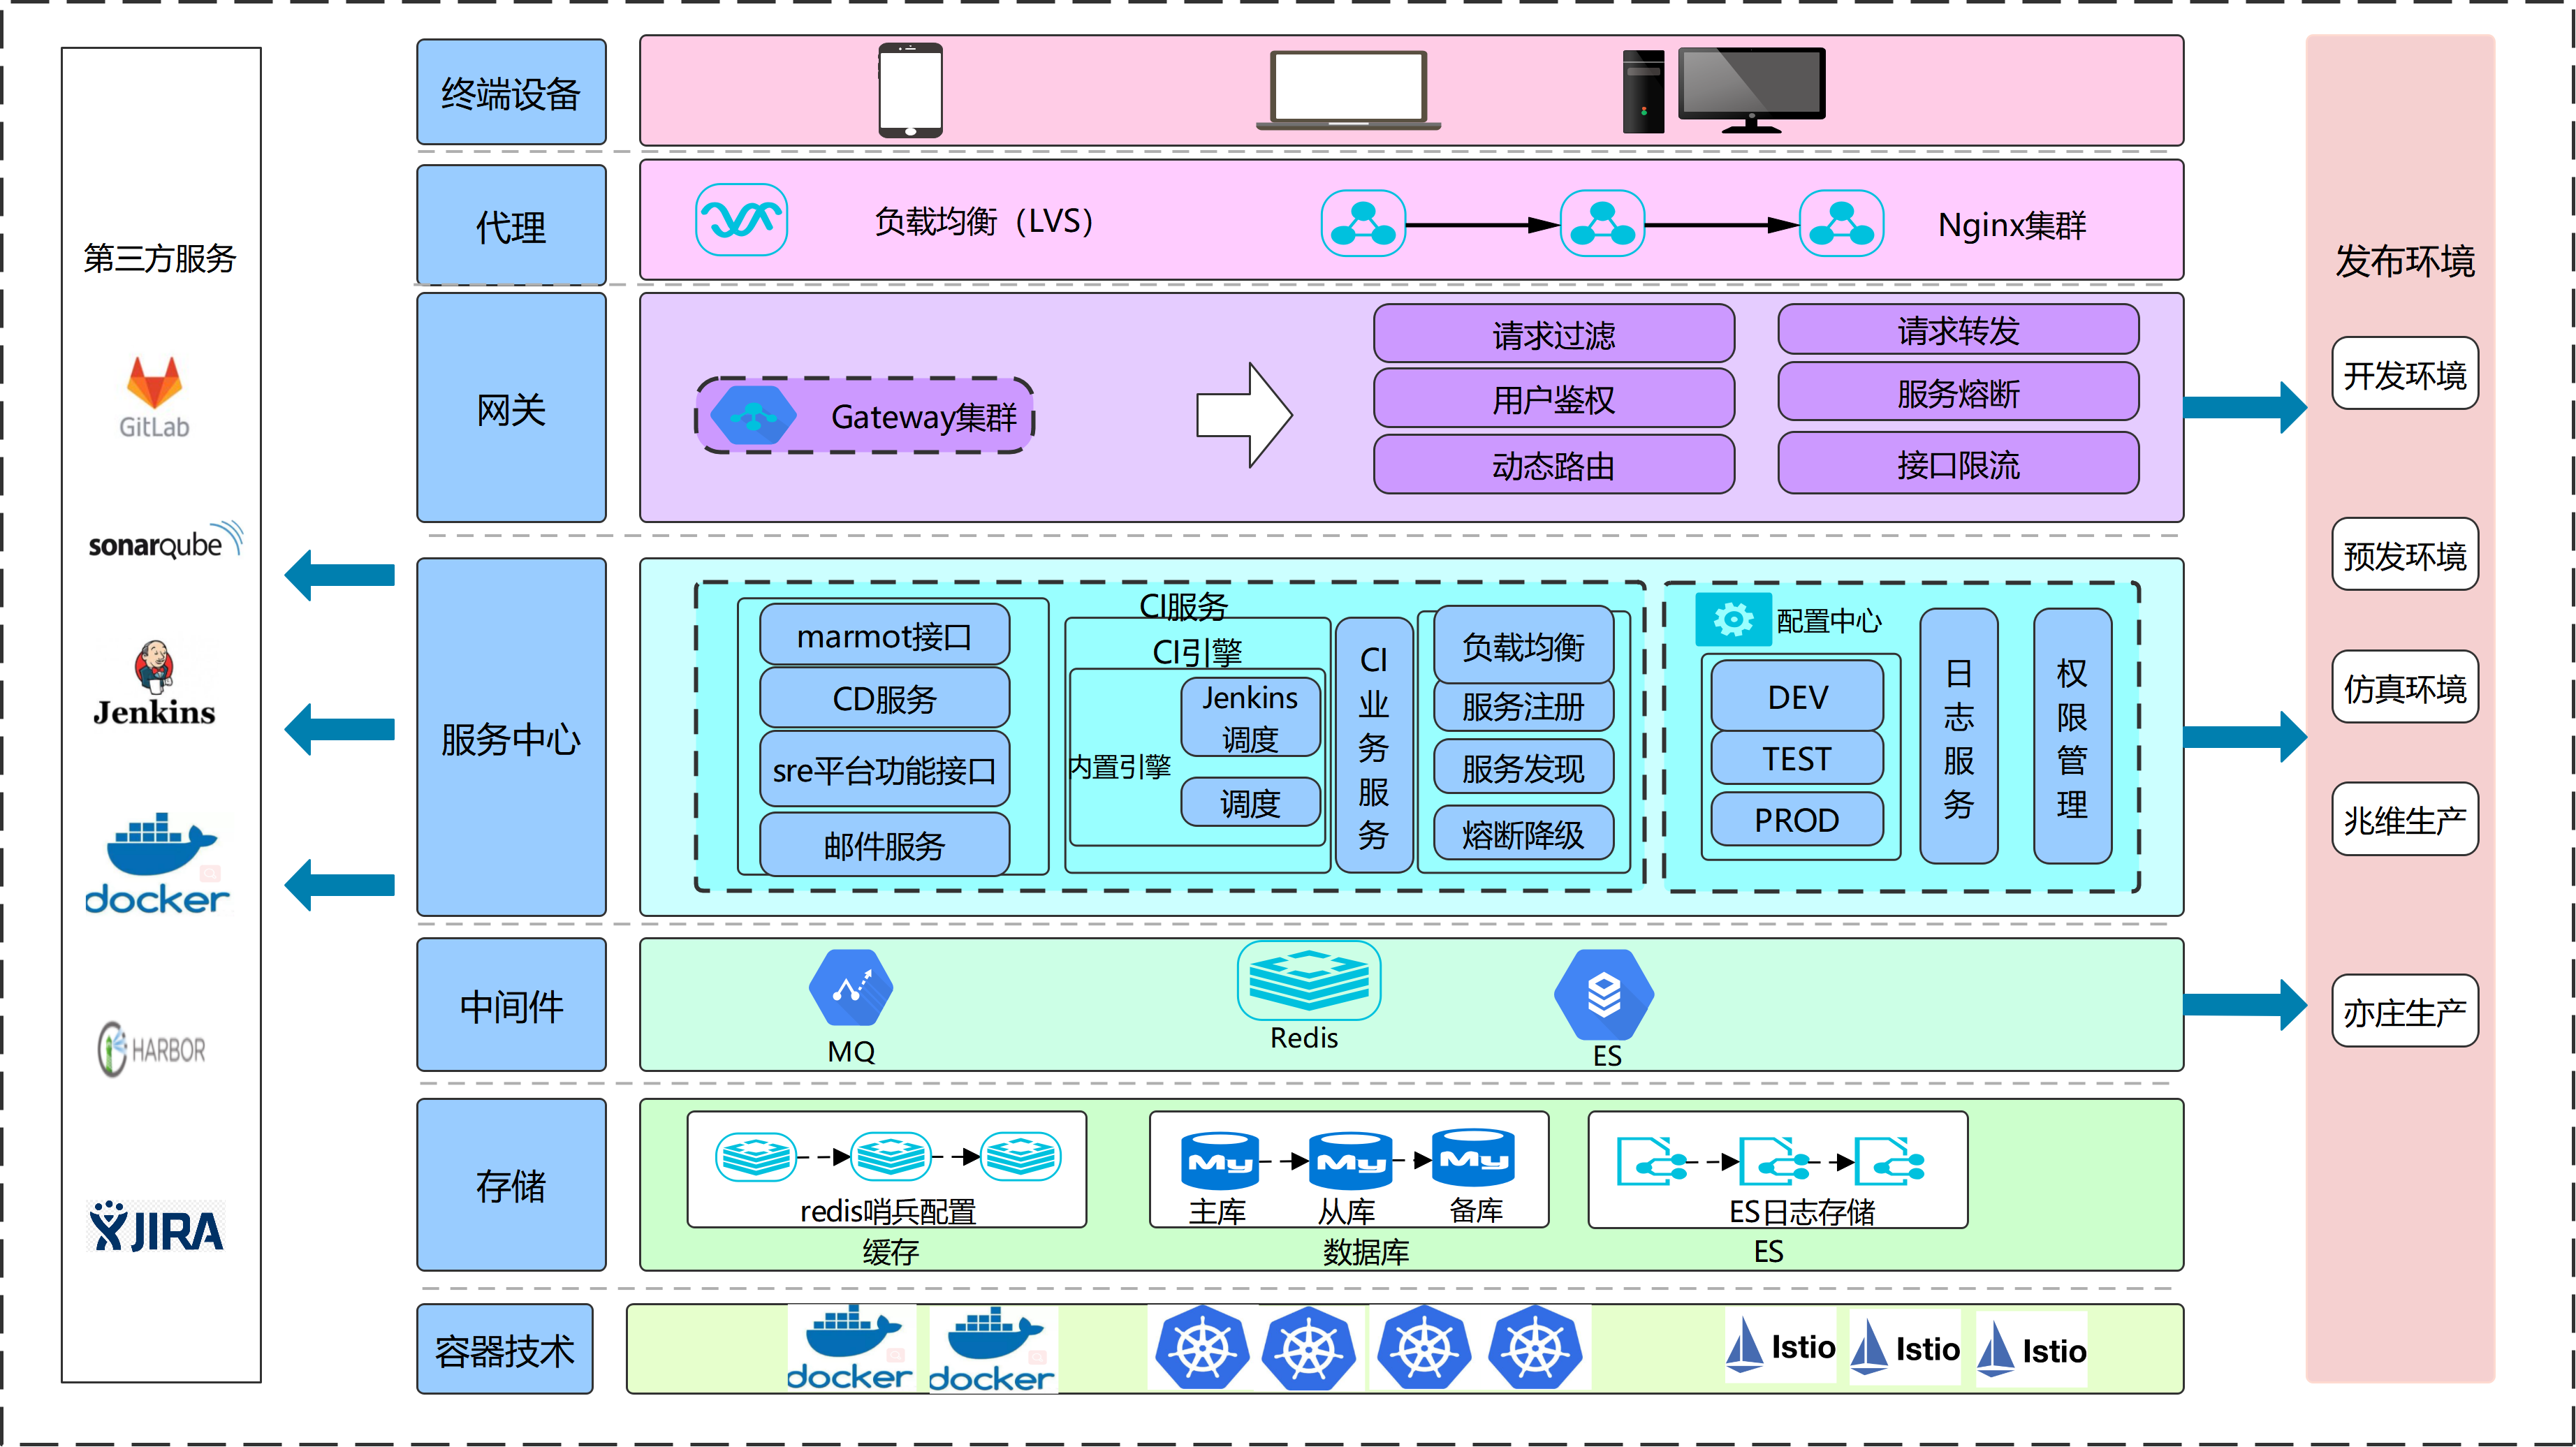 第三方服务
GitLab
sonarqube
Jenkins
docker
HARBOR
JIRA
终端设备
代理
负载均衡（LVS）
Nginx集群
网关
Gateway集群
请求过滤
请求转发
用户鉴权
服务熔断
动态路由
接口限流
服务中心
CI服务
marmot接口
CD服务
sre平台功能接口
邮件服务
CI引擎
内置引擎
Jenkins
调度
调度
CI
业
务
服
务
负载均衡
服务注册
服务发现
熔断降级
配置中心
DEV
TEST
PROD
日
志
服
务
权
限
管
理
中间件
MQ
Redis
ES
存储
redis哨兵配置
缓存
My
My
My
主库
从库
备库
数据库
ES日志存储
ES
容器技术
docker
docker
Istio
Istio
Istio
发布环境
开发环境
预发环境
仿真环境
兆维生产
亦庄生产